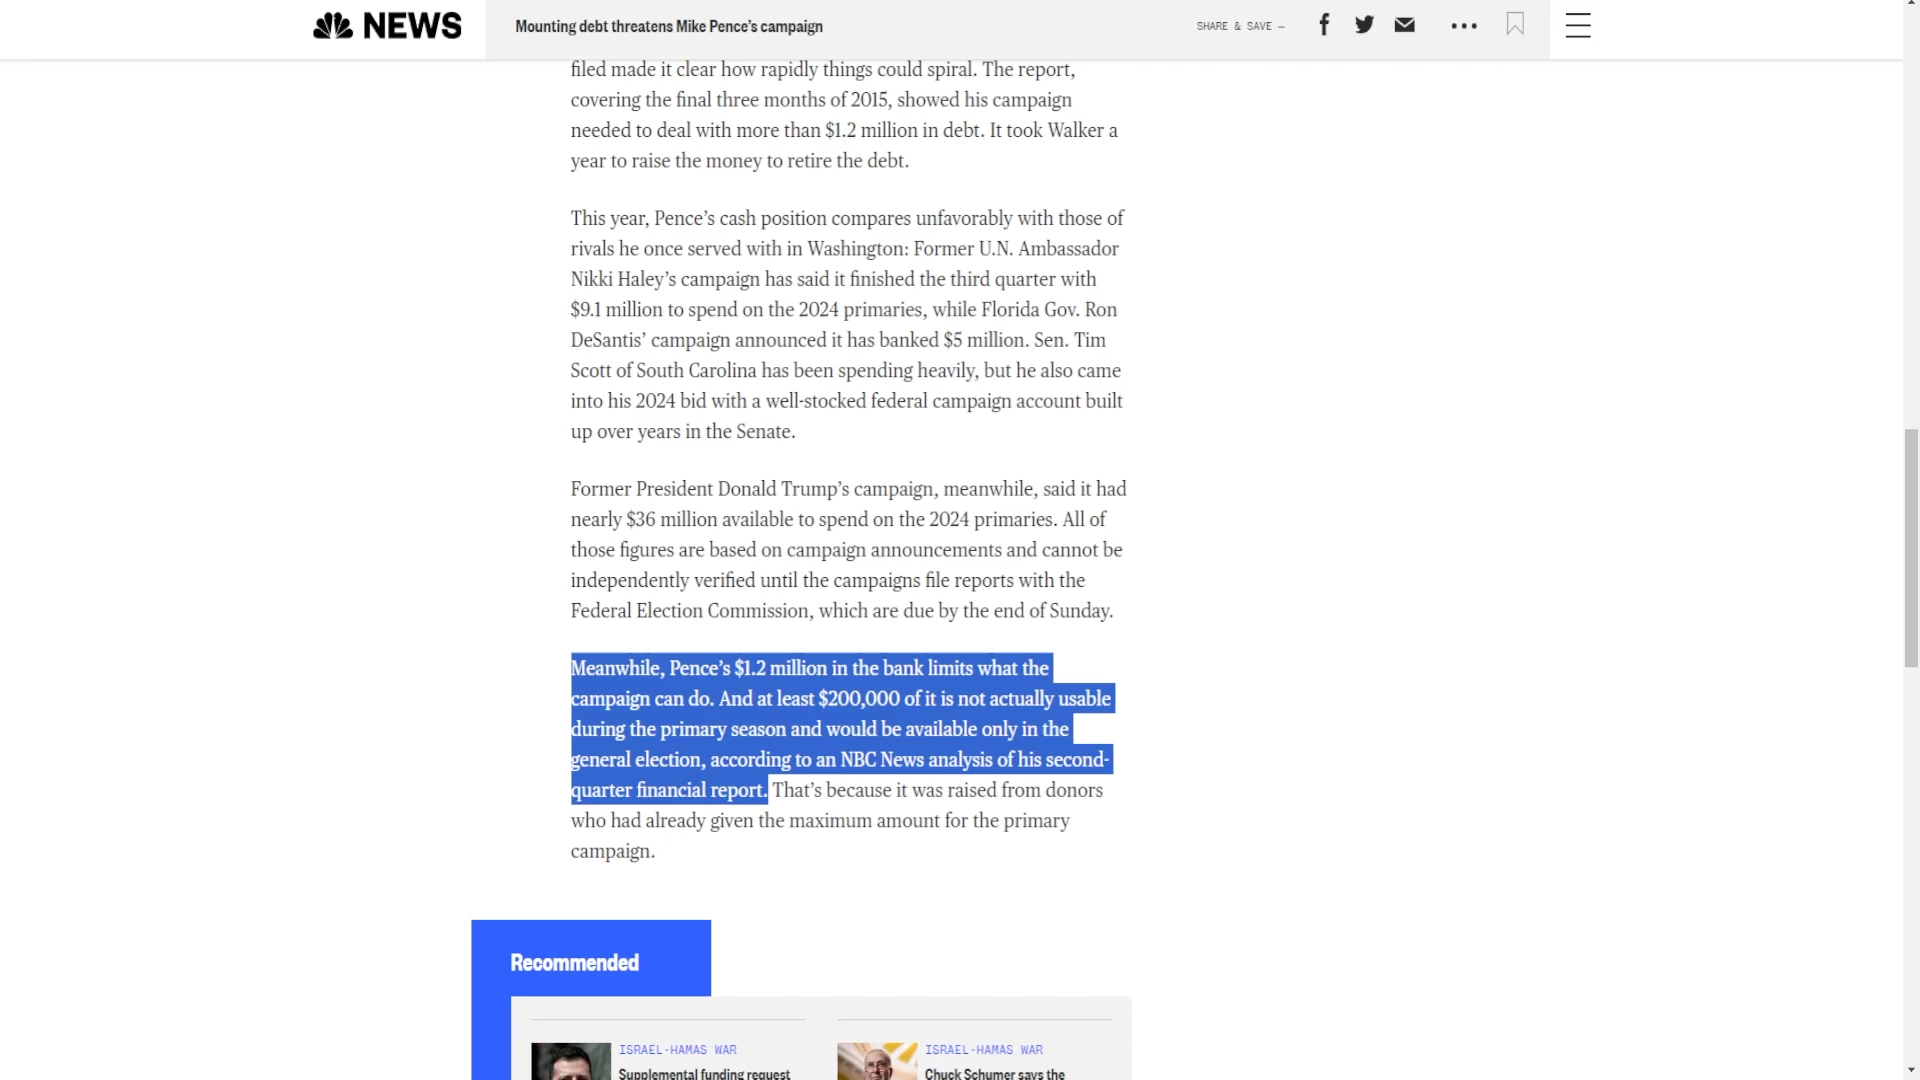 NEWS
Mounting debt threatens Mike Pence’s campaign
SHARE & SAVE —
filed made it clear how rapidly things could spiral. The report,
covering the final three months of 2015, showed his campaign
needed to deal with more than $1.2 million in debt. It took Walker a
year to raise the money to retire the debt.
This year, Pence’s cash position compares unfavorably with those of
rivals he once served with in Washington: Former U.N. Ambassador
Nikki Haley’s campaign has said it finished the third quarter with
$9.1 million to spend on the 2024 primaries, while Florida Gov. Ron
DeSantis’ campaign announced it has banked $5 million. Sen. Tim
Scott of South Carolina has been spending heavily, but he also came
into his 2024 bid with a well-stocked federal campaign account built
up over years in the Senate.
Former President Donald Trump’s campaign, meanwhile, said it had
nearly $36 million available to spend on the 2024 primaries. All of
those figures are based on campaign announcements and cannot be
independently verified until the campaigns file reports with the
Federal Election Commission, which are due by the end of Sunday.
Meanwhile, Pence’s $1.2 million in the bank limits what the
campaign can do. And at least $200,000 of it is not actually usable
during the primary season and would be available only in the
general election, according to an NBC News analysis of his second-
quarter financial report. That’s because it was raised from donors
who had already given the maximum amount for the primary
campaign.
Recommended
ISRAEL-HAMAS WAR
Supplemental funding request
ISRAEL-HAMAS WAR
Chuck Schumer says the